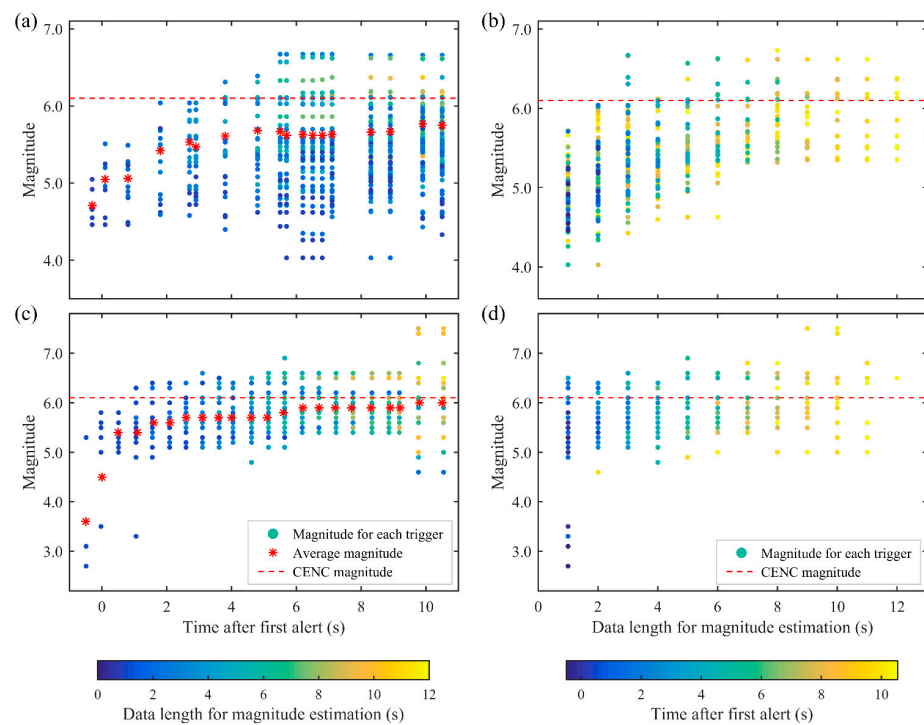 (a)
(b)
7.0
6.0
5.0
4.0
Magnitude
7.0
6.0
5.0
4.0
Magnitude
(c)
(d)
7.0
6.0
5.0
4.0
3.0
Magnitude
Magnitude for each trigger
Average magnitude
CENC magnitude
0 2 4 6 8 10
Time after first alert (s)
7.0
6.0
5.0
4.0
3.0
Magnitude
Magnitude for each trigger
CENC magnitude
0 2 4 6 8 10 12
Data length for magnitude estimation (s)
0 2 4 6 8 10 12
Data length for magnitude estimation (s)
0 2 4 6 8 10
Time after first alert (s)